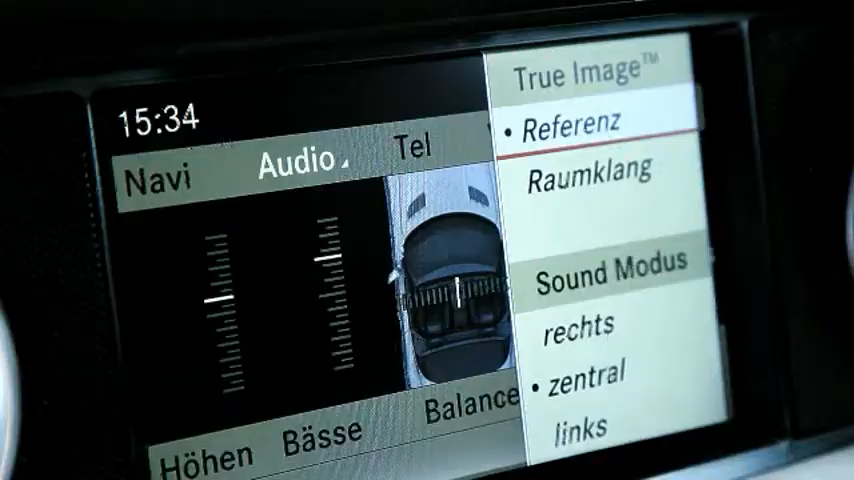 15:34
Navi Audio Tel
Höhen Bässe Balance
True Image™
• Referenz
Raumklang
Sound Modus
rechts
• zentral
links